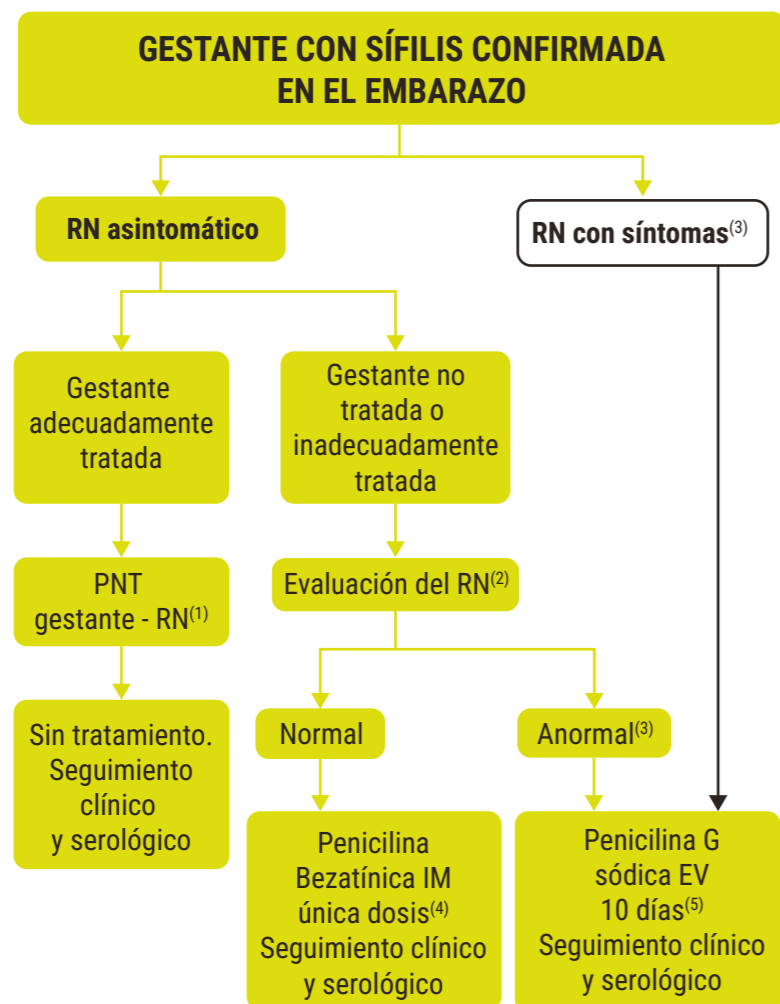 GESTANTE CON SÍFILIS CONFIRMADA
EN EL EMBARAZO
RN asintomático
RN con síntomas(3)
Gestante
adecuadamente
tratada
Gestante no
tratada o
inadecuadamente
tratada
PNT
gestante - RN(1)
Evaluación del RN(2)
Sin tratamiento.
Seguimiento
clínico
y serológico
Normal
Anormal(3)
Penicilina
Bezatínica IM
única dosis(4)
Seguimiento clínico
y serológico
Penicilina G
sódica EV
10 días(5)
Seguimiento clínico
y serológico